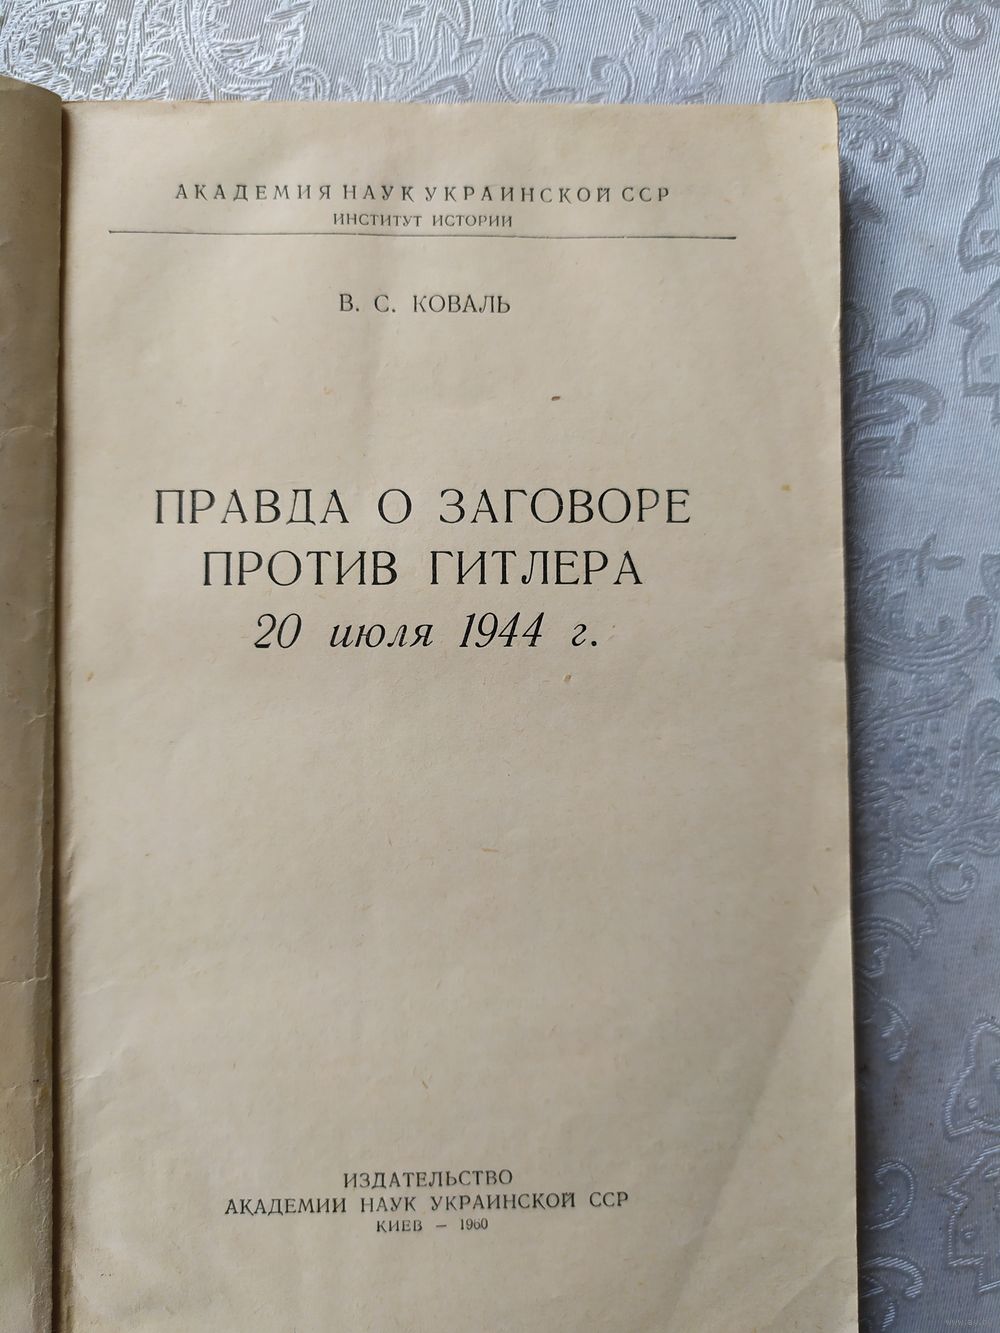 АКАДЕМИЯ НАУК УКРАИНСКОЙ ССР
ИНСТИТУТ ИСТОРИИ
В. С. КОВАЛЬ
ПРАВДА О ЗАГОВОРЕ
ПРОТИВ ГИТЛЕРА
20 июля 1944 г.
ИЗДАТЕЛЬСТВО
АКАДЕМИИ НАУК УКРАИНСКОЙ ССР
КИЕВ — 1960